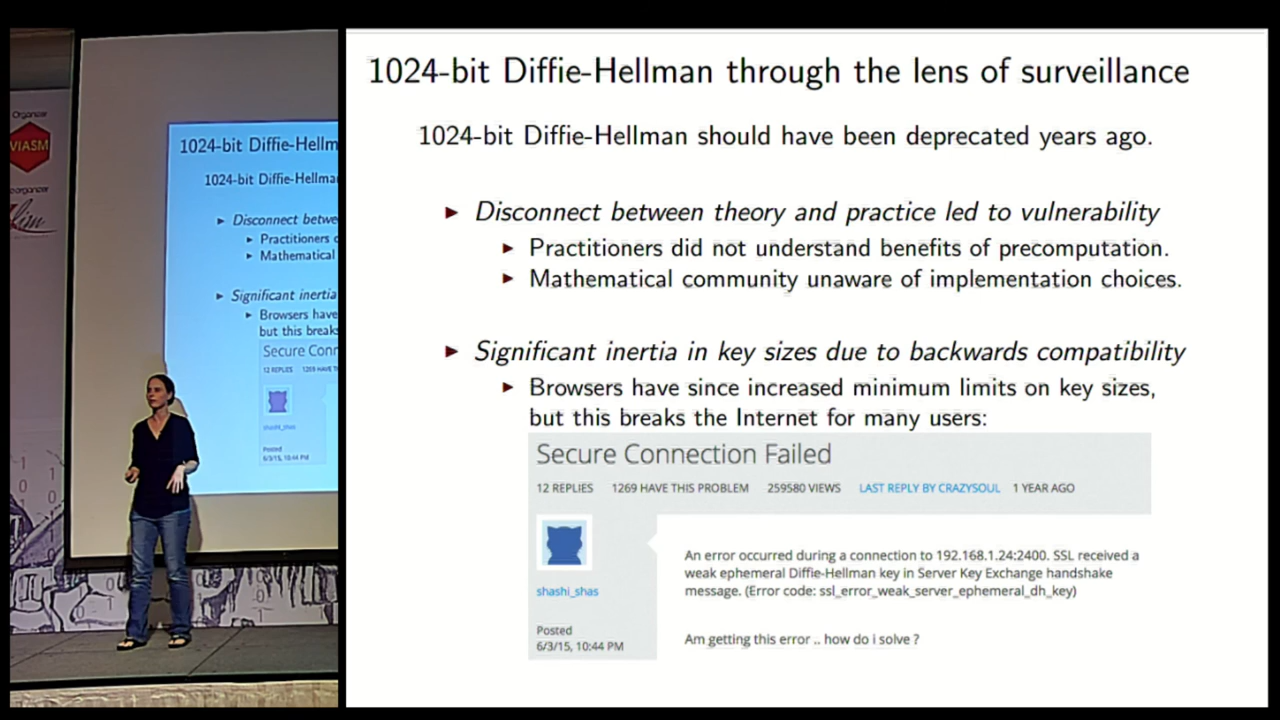 Organizer
VIASM
1024-bit Diffie-Hellm
1024-bit Diffie-Hellma
► Disconnect betwe
► Practitioners
► Mathematical
► Significant inertia
► Browsers have
but this break
Secure Conn
12 REPLIES
shashi_shas
Posted
6/3/15, 10:44 PM
1024-bit Diffie-Hellman through the lens of surveillance
1024-bit Diffie-Hellman should have been deprecated years ago.
► Disconnect between theory and practice led to vulnerability
► Practitioners did not understand benefits of precomputation.
► Mathematical community unaware of implementation choices.
► Significant inertia in key sizes due to backwards compatibility
► Browsers have since increased minimum limits on key sizes,
but this breaks the Internet for many users:
Secure Connection Failed
12 REPLIES 1269 HAVE THIS PROBLEM 259580 VIEWS LAST REPLY BY CRAZYSOUL 1 YEAR AGO
An error occurred during a connection to 192.168.1.24:2400. SSL received a
weak ephemeral Diffie-Hellman key in Server Key Exchange handshake
message. (Error code: ssl_error_weak_server_ephemeral_dh_key)
shashi_shas
Posted
6/3/15, 10:44 PM
Am getting this error .. how do i solve ?